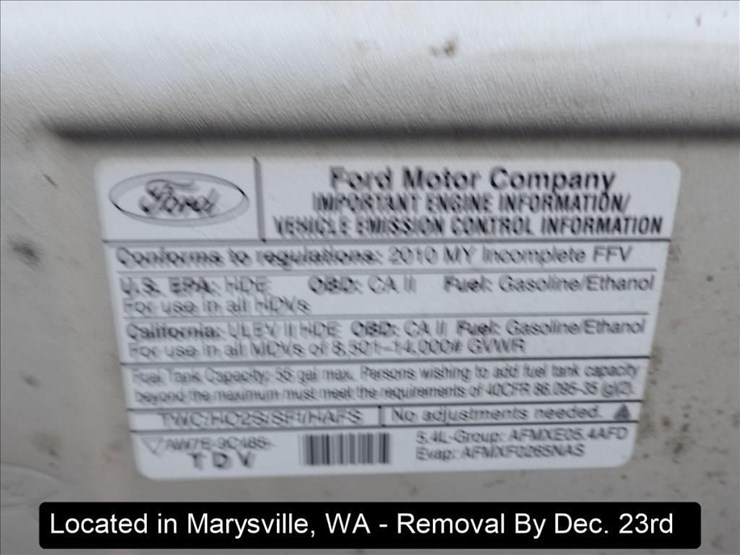 Ford
Ford Motor Company
IMPORTANT ENGINE INFORMATION/
VEHICLE EMISSION CONTROL INFORMATION
Conforms to regulations: 2010 MY Incomplete FFV
U.S. EPA: HDE OBD: CA II Fuel: Gasoline/Ethanol
For use in all HDVs
California: ULEV II HDE OBD: CA II Fuel: Gasoline/Ethanol
For use in all MDVs of 8,501-14,000# GVWR
Fuel Tank Capacity: 55 gal max. Persons wishing to add fuel tank capacity
beyond the maximum must meet the requirements of 40CFR 86.095-35 (g)(2).
TWC/HO2S/SFI/HAFS No adjustments needed.
AW7E-9C485-
TDV
5.4L-Group: AFMXE05.4AFD
Evap: AFMXF0265NAS
Located in Marysville, WA - Removal By Dec. 23rd